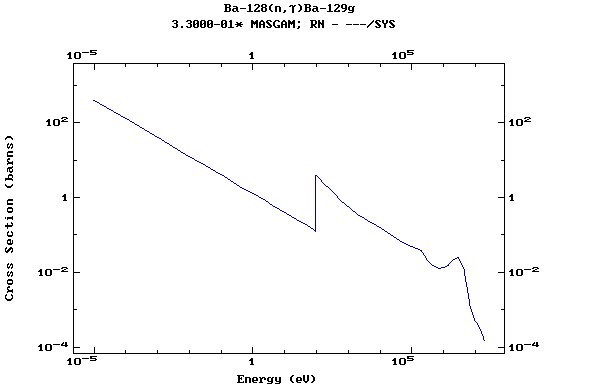 Ba-128(n,γ)Ba-129g
3.3000-01* MASGAM; RN - ---/SYS
10⁻⁵ 1 10⁵
10² 10²
1 1
10⁻² 10⁻²
10⁻⁴ 10⁻⁴
10⁻⁵ 1 10⁵
Cross Section (barns)
Energy (eV)